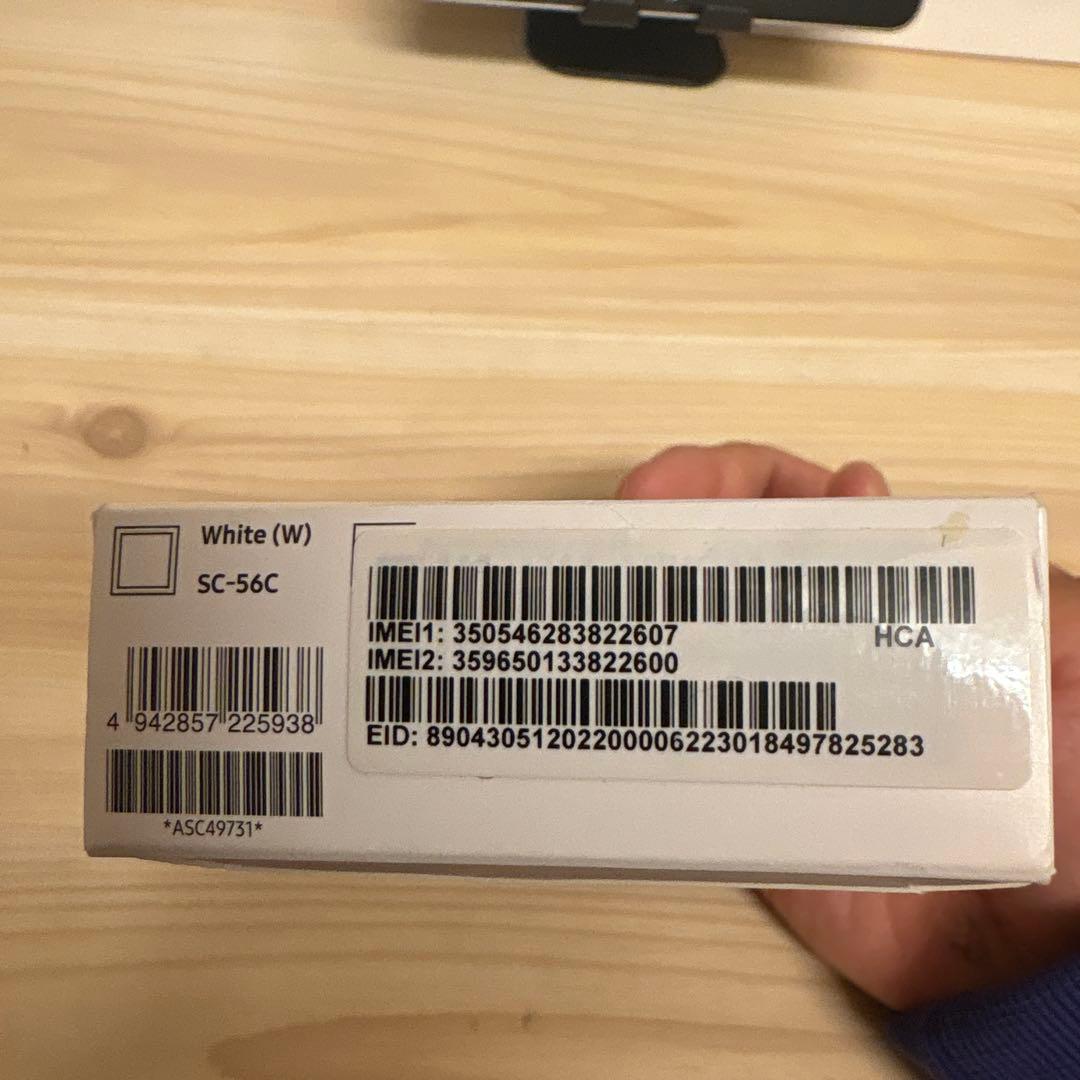 White (W)
SC-56C
4 942857 225938
*ASC49731*
IMEI1: 350546283822607
HCA
IMEI2: 359650133822600
EID: 89043051202200006223018497825283